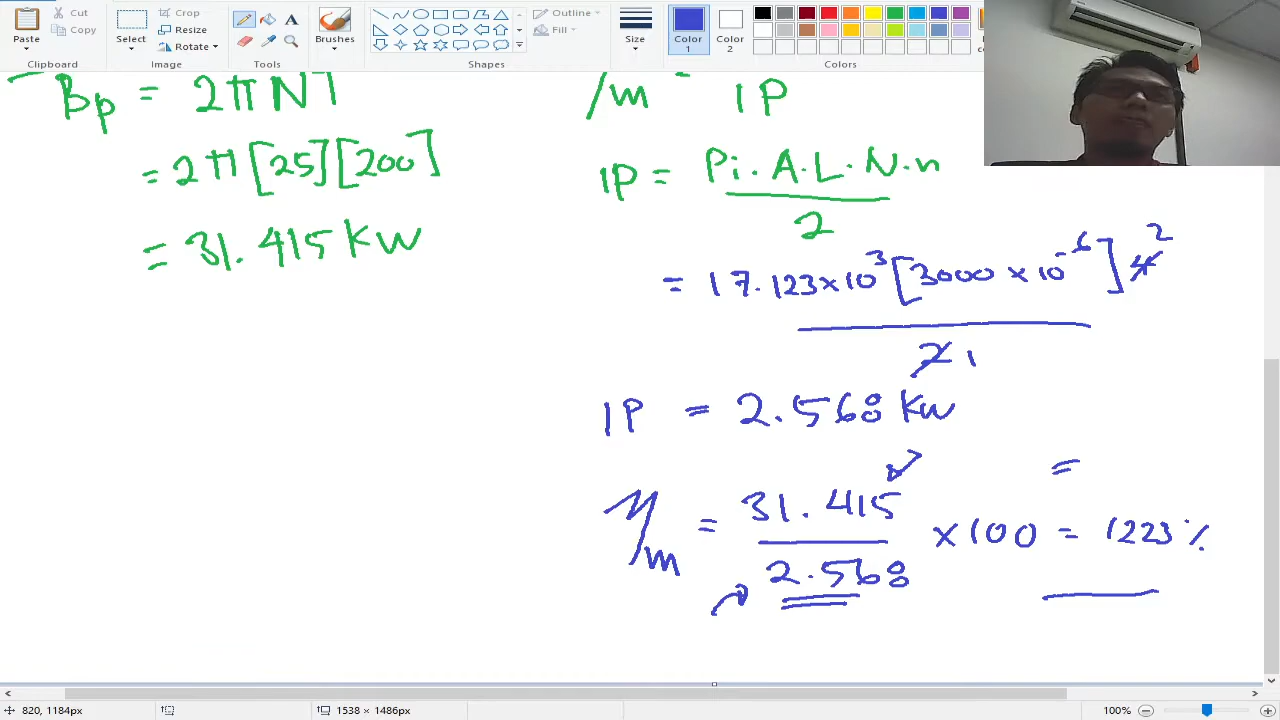 Cut
Copy
Paste
Clipboard
Select
Crop
Resize
Rotate
Image
A
Tools
Brushes
Shapes
Outline
Fill
Size
Color 1
Color 2
Colors
Bp = 2πNT
= 2π [25][200]
= 31.415 KW
/m = IP
IP = Pi. A. L. N. n
2
= 17.123 x 10³ [3000 x 10⁻⁶] 4 2
2 1
IP = 2.568 KW
=
η/m = 31.415 / 2.568 x 100 = 1223 %
820, 1184px
1538 × 1486px
100%